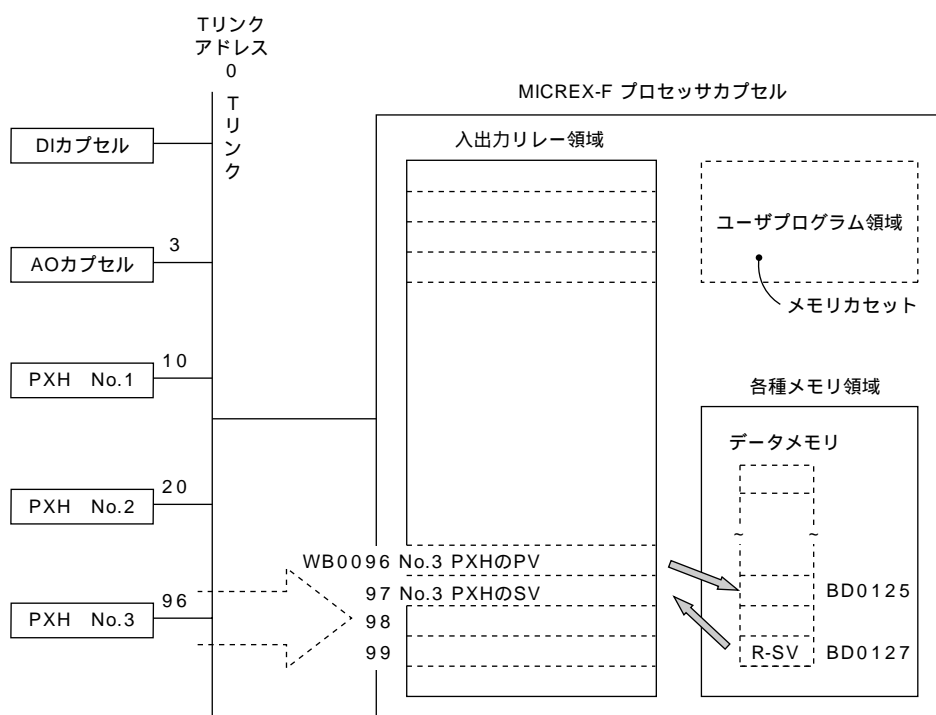 Tリンク
アドレス
0
Tリンク
MICREX-F プロセッサカプセル
DIカプセル
入出力リレー領域
ユーザプログラム領域
AOカプセル
3
メモリカセット
PXH No.1
10
各種メモリ領域
データメモリ
PXH No.2
20
WB0096 No.3 PXHのPV
97 No.3 PXHのSV
98
99
PXH No.3
96
BD0125
R-SV
BD0127